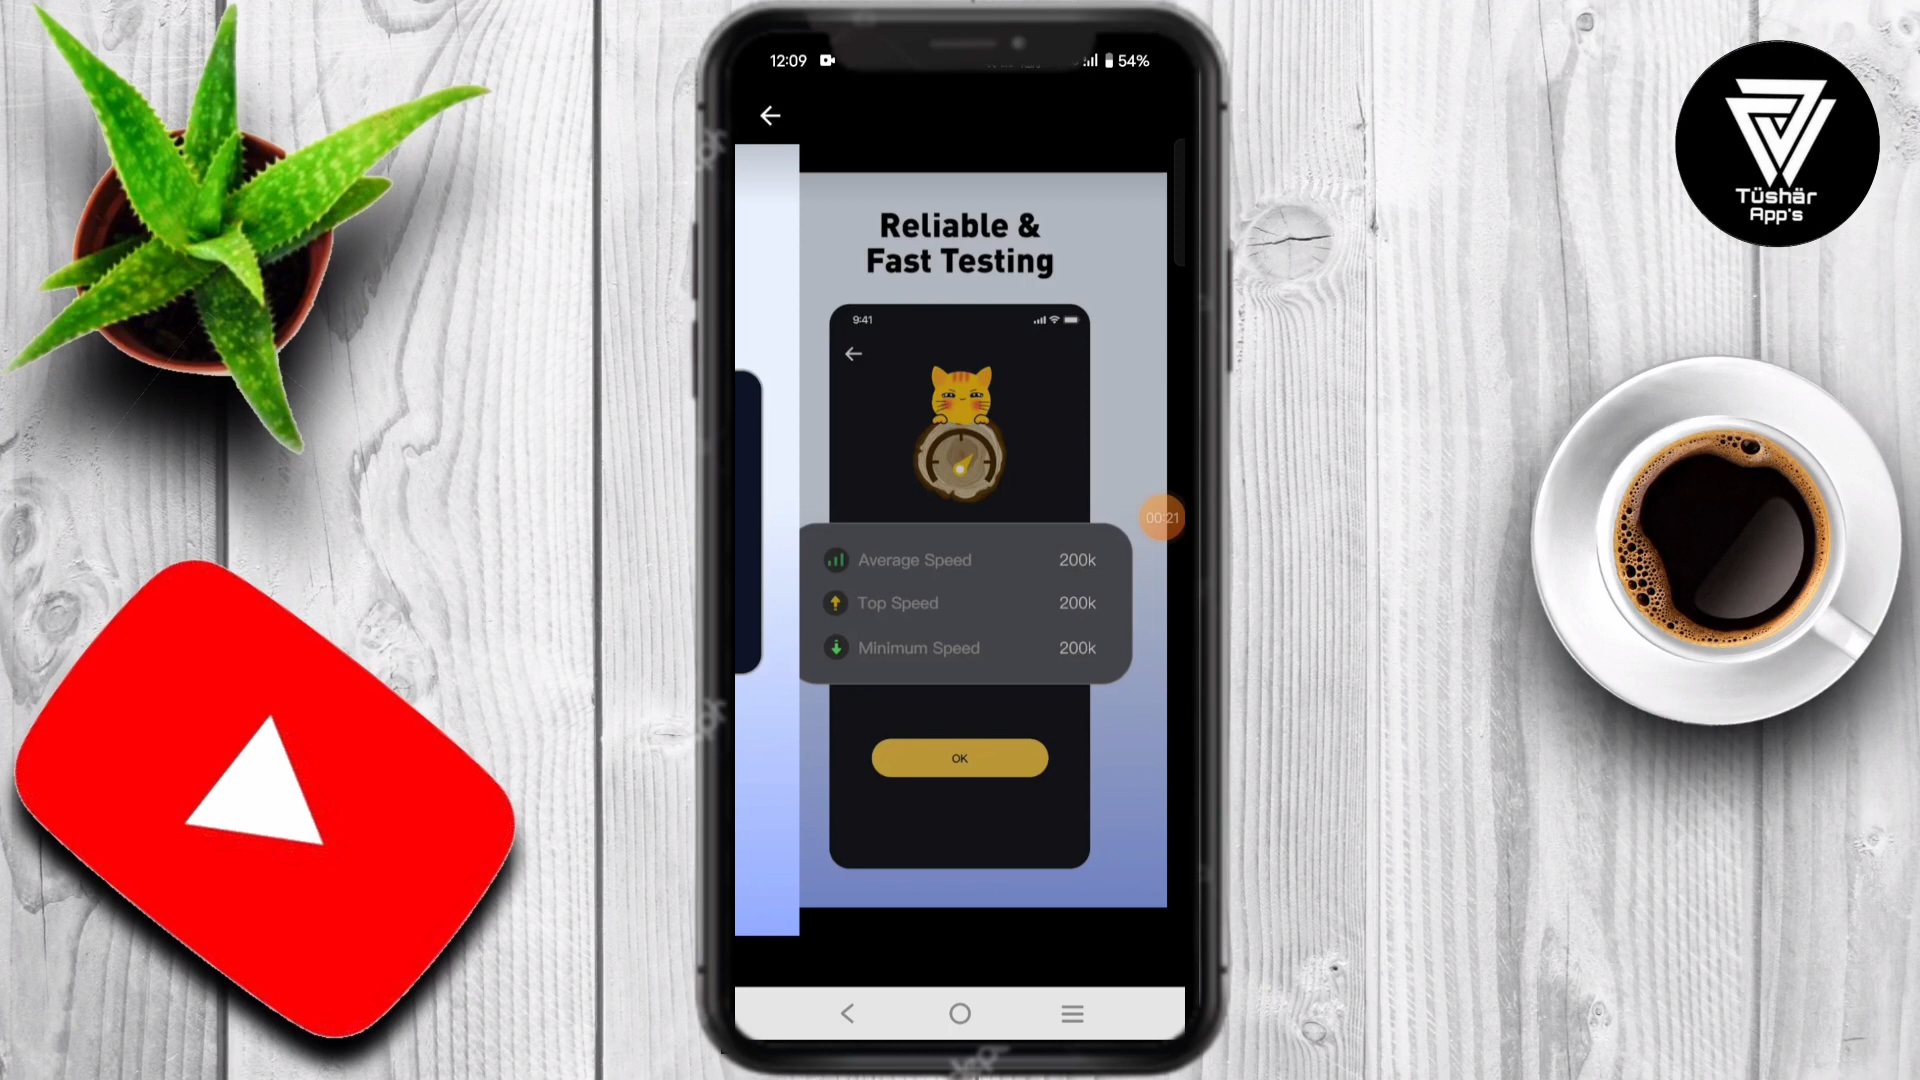 12:09
54%
Tüshär
App's
Reliable &
Fast Testing
9:41
00:21
Average Speed 200k
Top Speed 200k
Minimum Speed 200k
OK